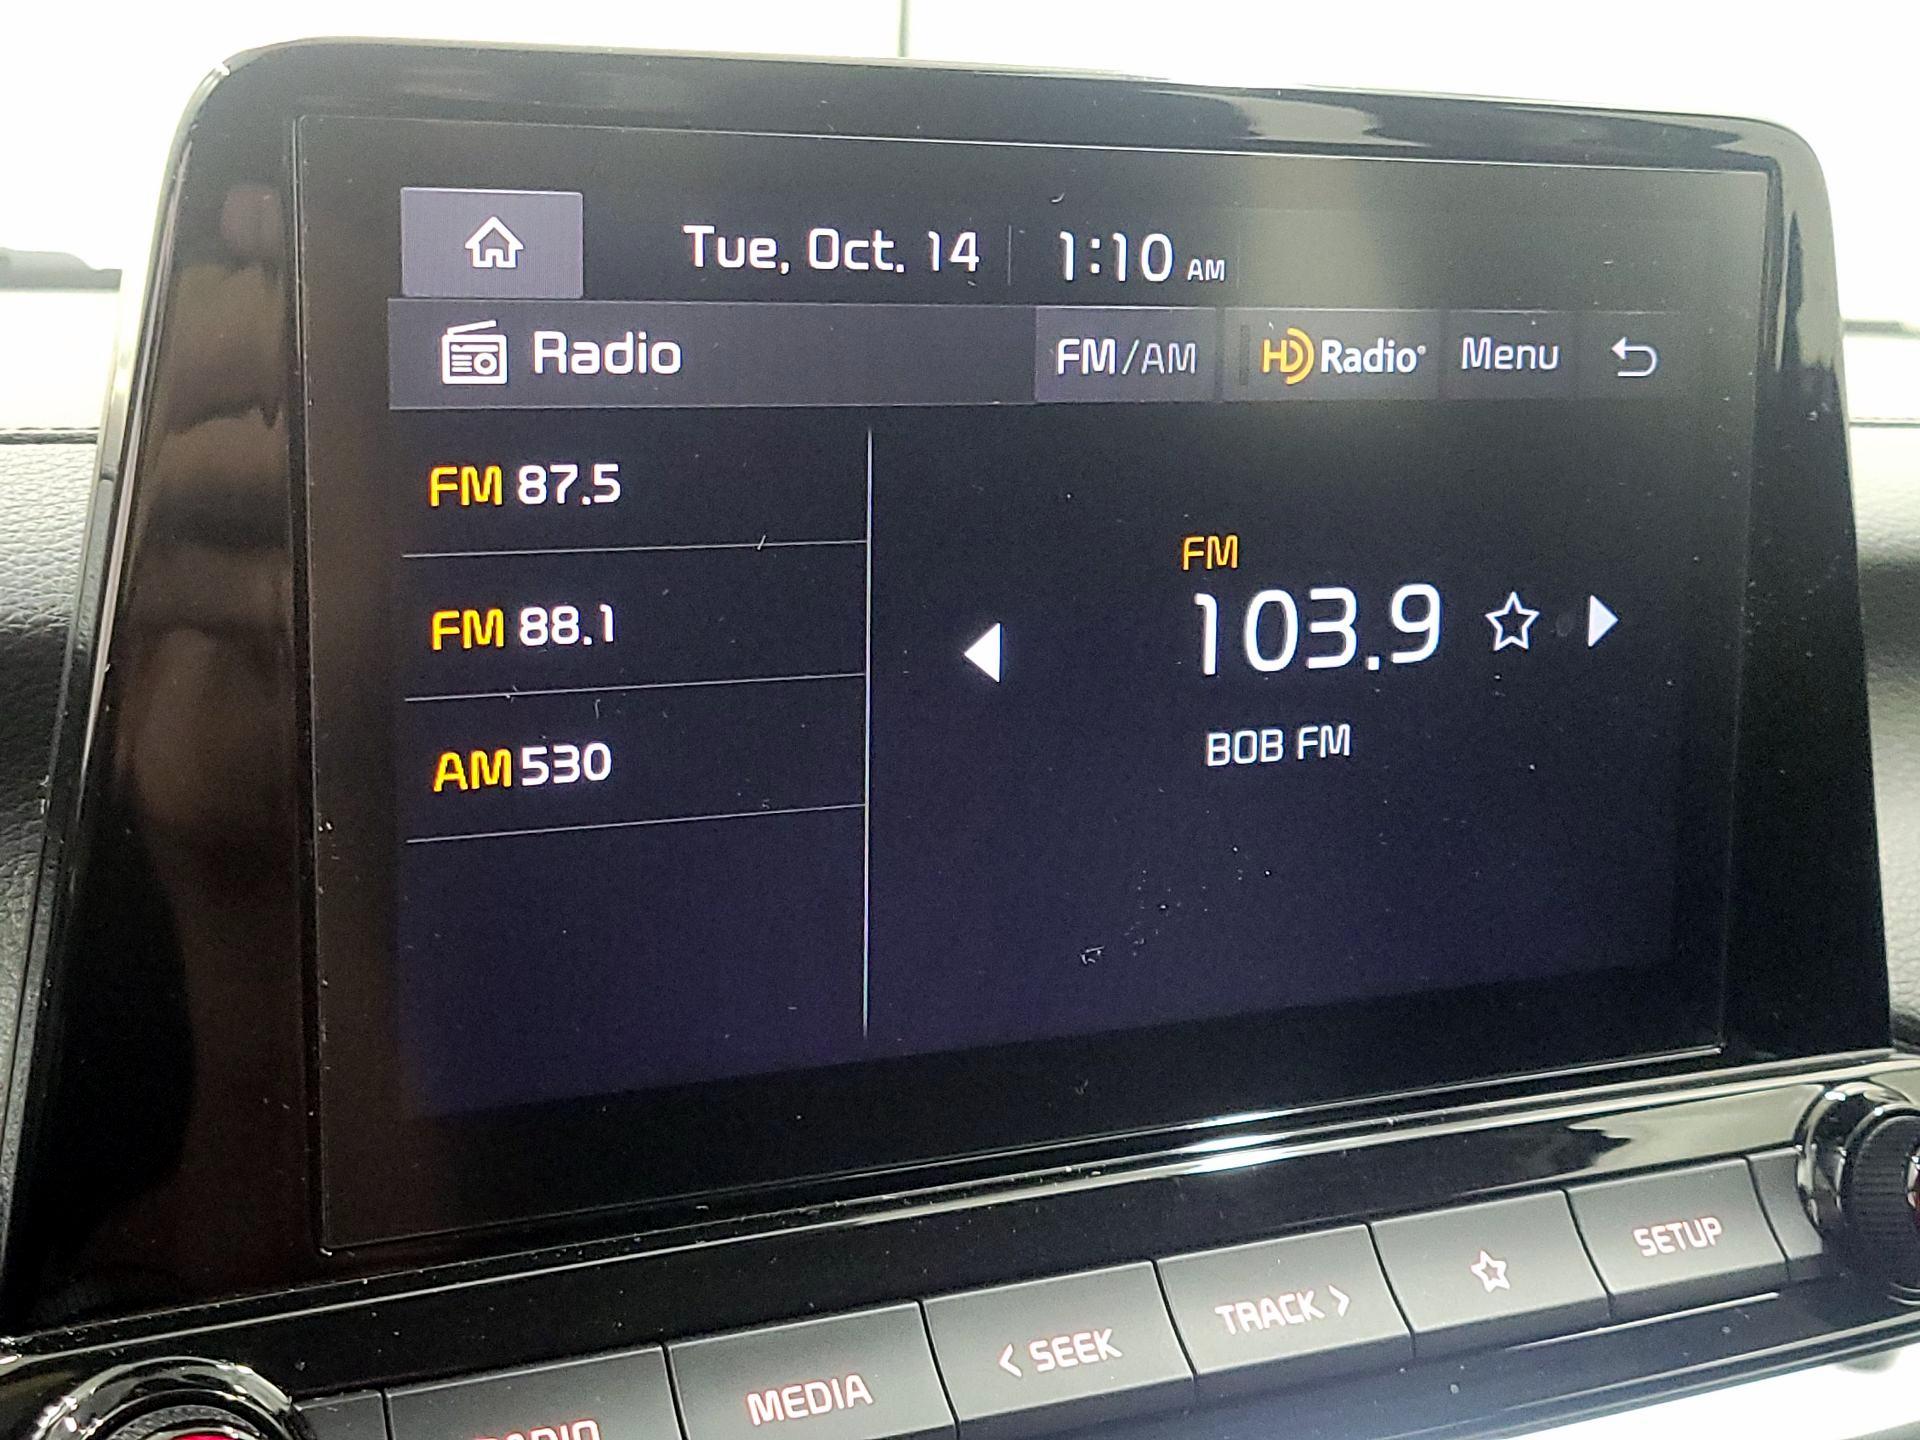 Tue, Oct. 14 1:10 AM
Radio FM/AM HD Radio® Menu
FM 87.5
FM 88.1
AM 530
FM
103.9
BOB FM
RADIO MEDIA < SEEK TRACK > SETUP